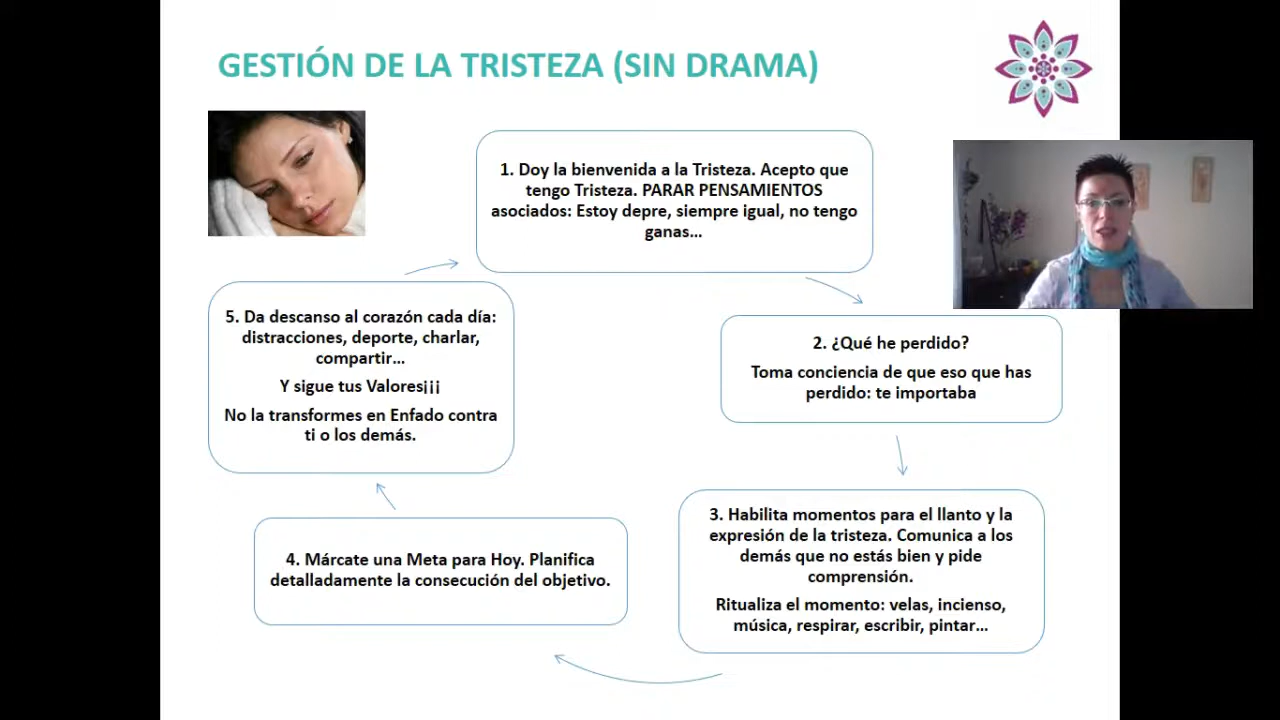 GESTIÓN DE LA TRISTEZA (SIN DRAMA)
1. Doy la bienvenida a la Tristeza. Acepto que
tengo Tristeza. PARAR PENSAMIENTOS
asociados: Estoy depre, siempre igual, no tengo
ganas...
2. ¿Qué he perdido?
Toma conciencia de que eso que has
perdido: te importaba
3. Habilita momentos para el llanto y la
expresión de la tristeza. Comunica a los
demás que no estás bien y pide
comprensión.
Ritualiza el momento: velas, incienso,
música, respirar, escribir, pintar...
4. Márcate una Meta para Hoy. Planifica
detalladamente la consecución del objetivo.
5. Da descanso al corazón cada día:
distracciones, deporte, charlar,
compartir...
Y sigue tus Valores¡¡¡
No la transformes en Enfado contra
ti o los demás.